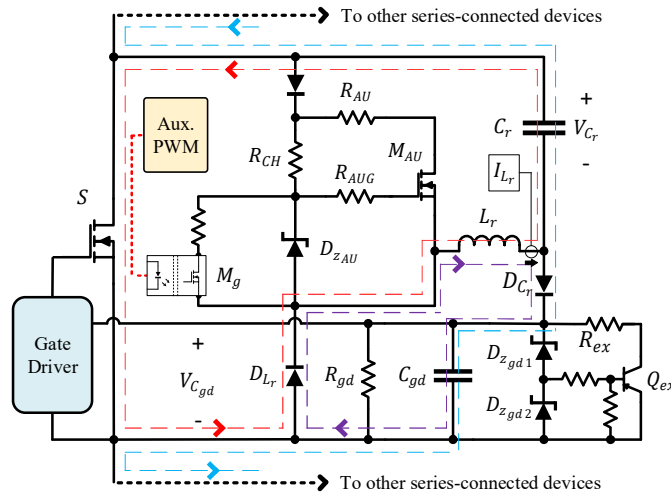 To other series-connected devices
R_AU
+
C_r
V_Cr
-
Aux.
PWM
M_AU
R_CH
I_Lr
R_AUG
S
L_r
D_zAU
M_g
D_Cr
Gate
Driver
+
V_Cgd
-
D_Lr
R_gd
C_gd
D_zgd1
R_ex
Q_ex
D_zgd2
To other series-connected devices